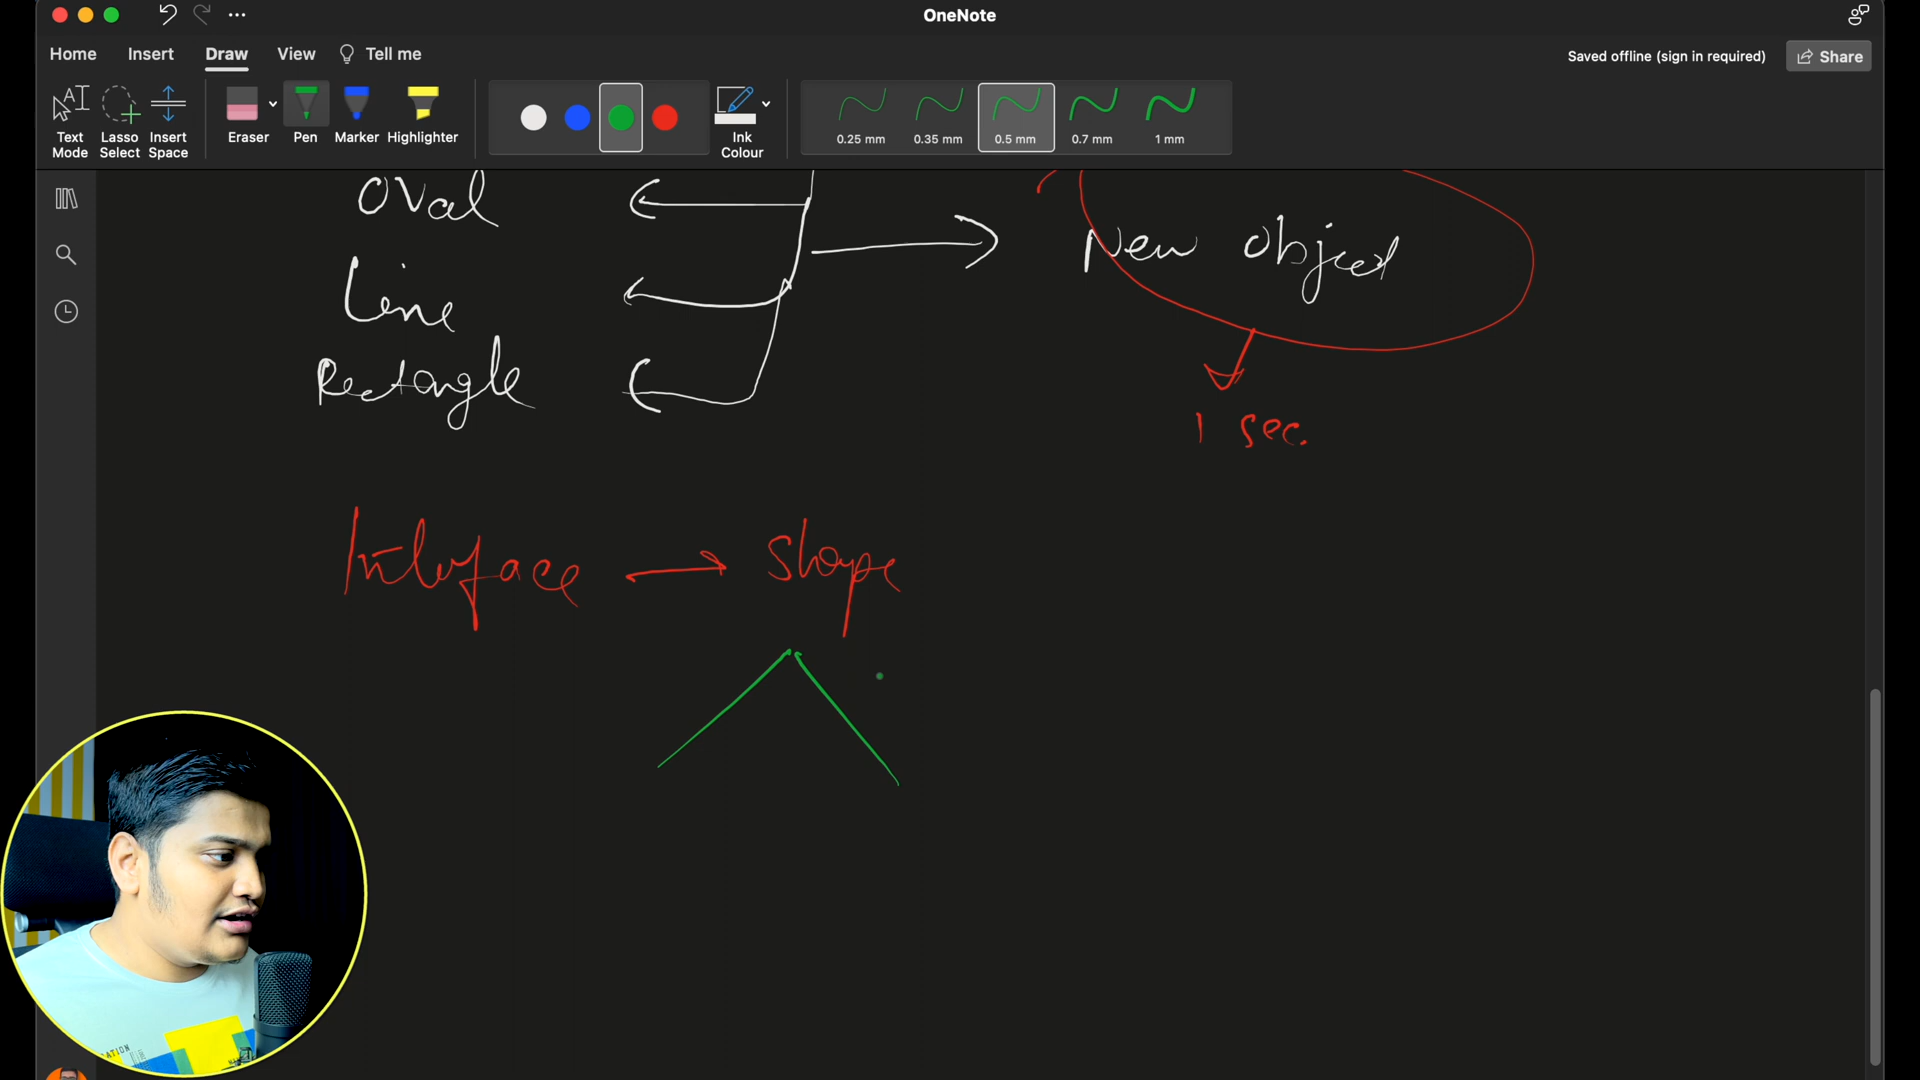 OneNote
Home Insert Draw View Tell me
Saved offline (sign in required) Share
Text Mode
Lasso Select
Insert Space
Eraser
Pen
Marker
Highlighter
Ink Colour
0.25 mm
0.35 mm
0.5 mm
0.7 mm
1 mm
Oval
Line
New Object
Rectangle
1 sec.
Interface → Shape